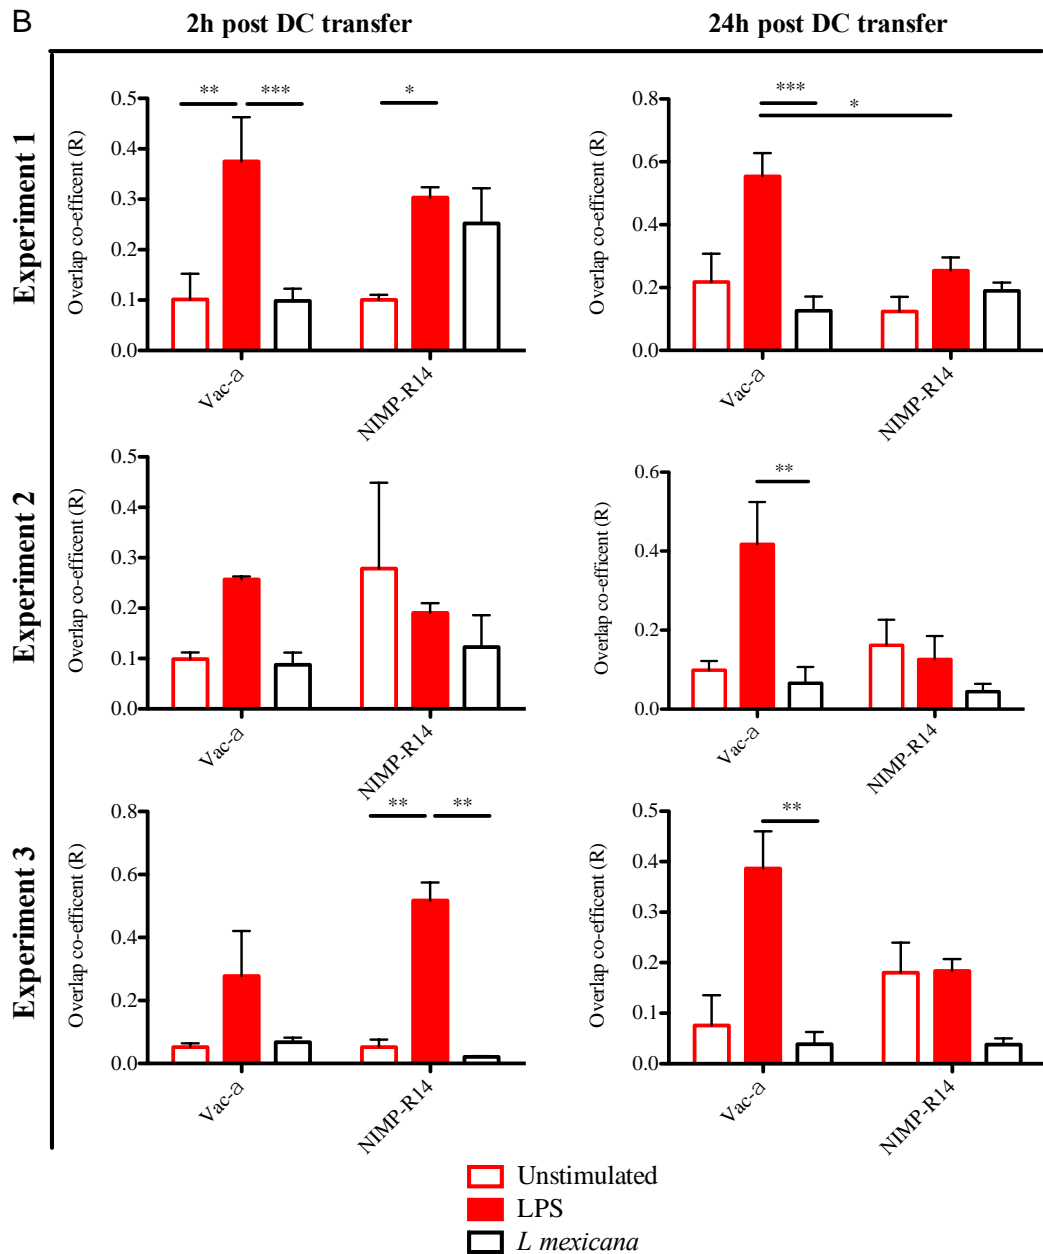 B
2h post DC transfer
24h post DC transfer
Experiment 1
Overlap co-efficent (R)
0.5
0.4
0.3
0.2
0.1
0.0
** *** *
Vac-a
NIMP-R14
Overlap co-efficent (R)
0.8
0.6
0.4
0.2
0.0
***
*
Vac-a
NIMP-R14
Experiment 2
Overlap co-efficent (R)
0.5
0.4
0.3
0.2
0.1
0.0
Vac-a
NIMP-R14
Overlap co-efficent (R)
0.6
0.4
0.2
0.0
**
Vac-a
NIMP-R14
Experiment 3
Overlap co-efficent (R)
0.8
0.6
0.4
0.2
0.0
** **
Vac-a
NIMP-R14
Overlap co-efficent (R)
0.5
0.4
0.3
0.2
0.1
0.0
**
Vac-a
NIMP-R14
Unstimulated
LPS
L mexicana